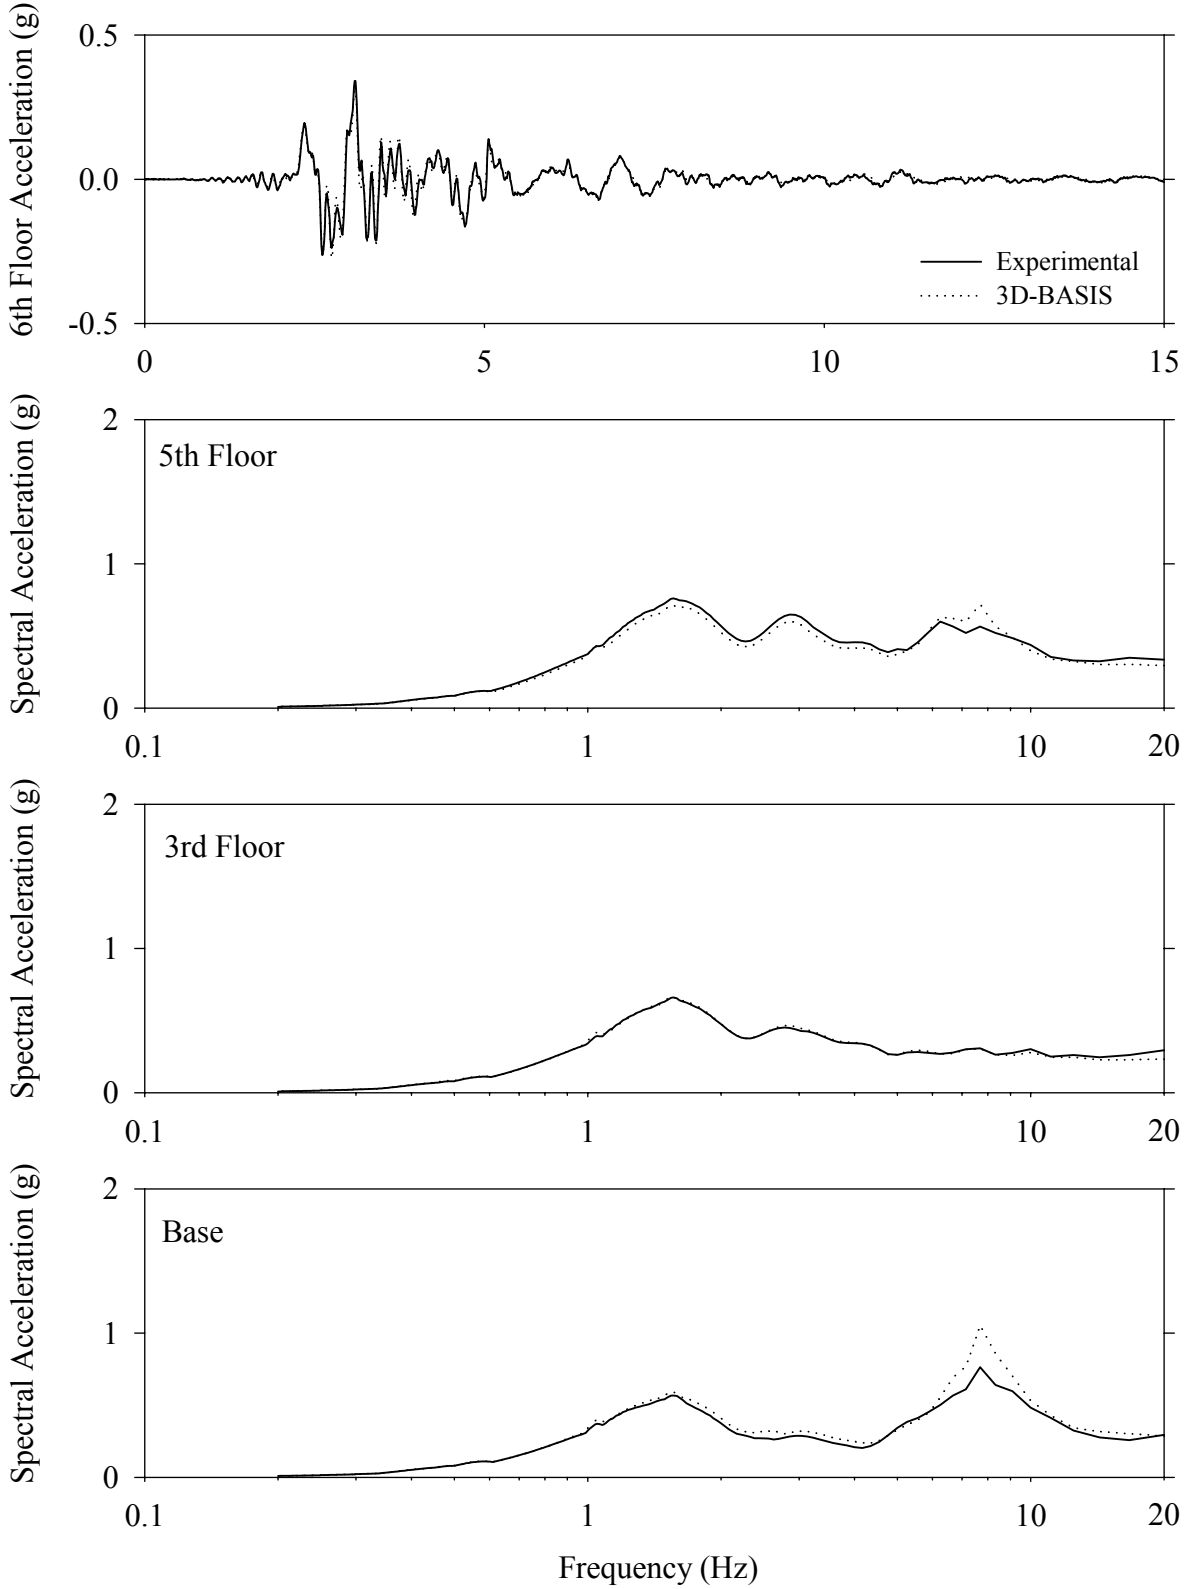 6th Floor Acceleration (g)
0.5
0.0
-0.5
Experimental
3D-BASIS
0 5 10 15
Spectral Acceleration (g)
2
5th Floor
1
0
0.1 1 10 20
Spectral Acceleration (g)
2
3rd Floor
1
0
0.1 1 10 20
Spectral Acceleration (g)
2
Base
1
0
0.1 1 10 20
Frequency (Hz)